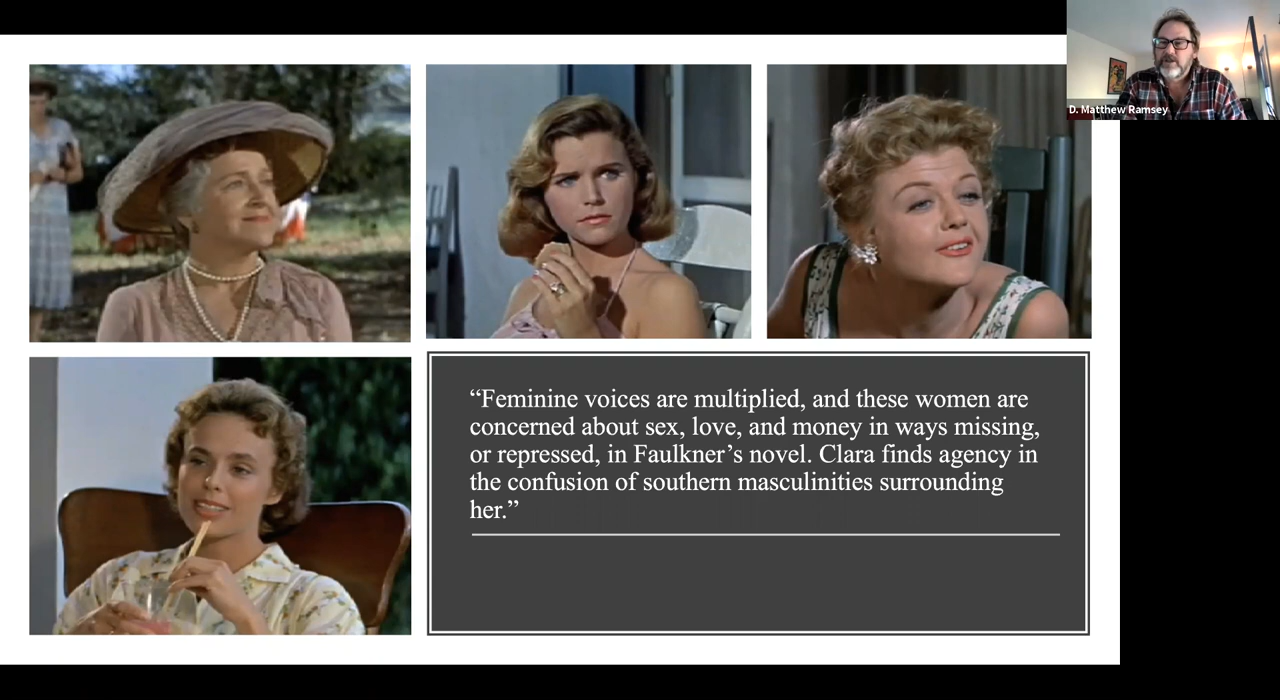 D. Matthew Ramsey
“Feminine voices are multiplied, and these women are
concerned about sex, love, and money in ways missing,
or repressed, in Faulkner’s novel. Clara finds agency in
the confusion of southern masculinities surrounding
her.”